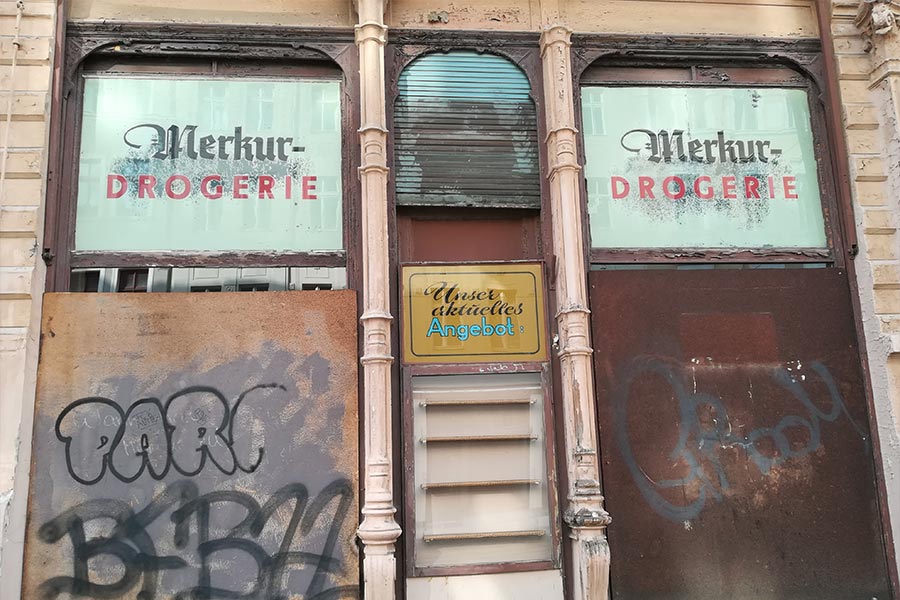 Merkur-
DROGERIE
Merkur-
DROGERIE
Unser
aktuelles
Angebot:
PARC